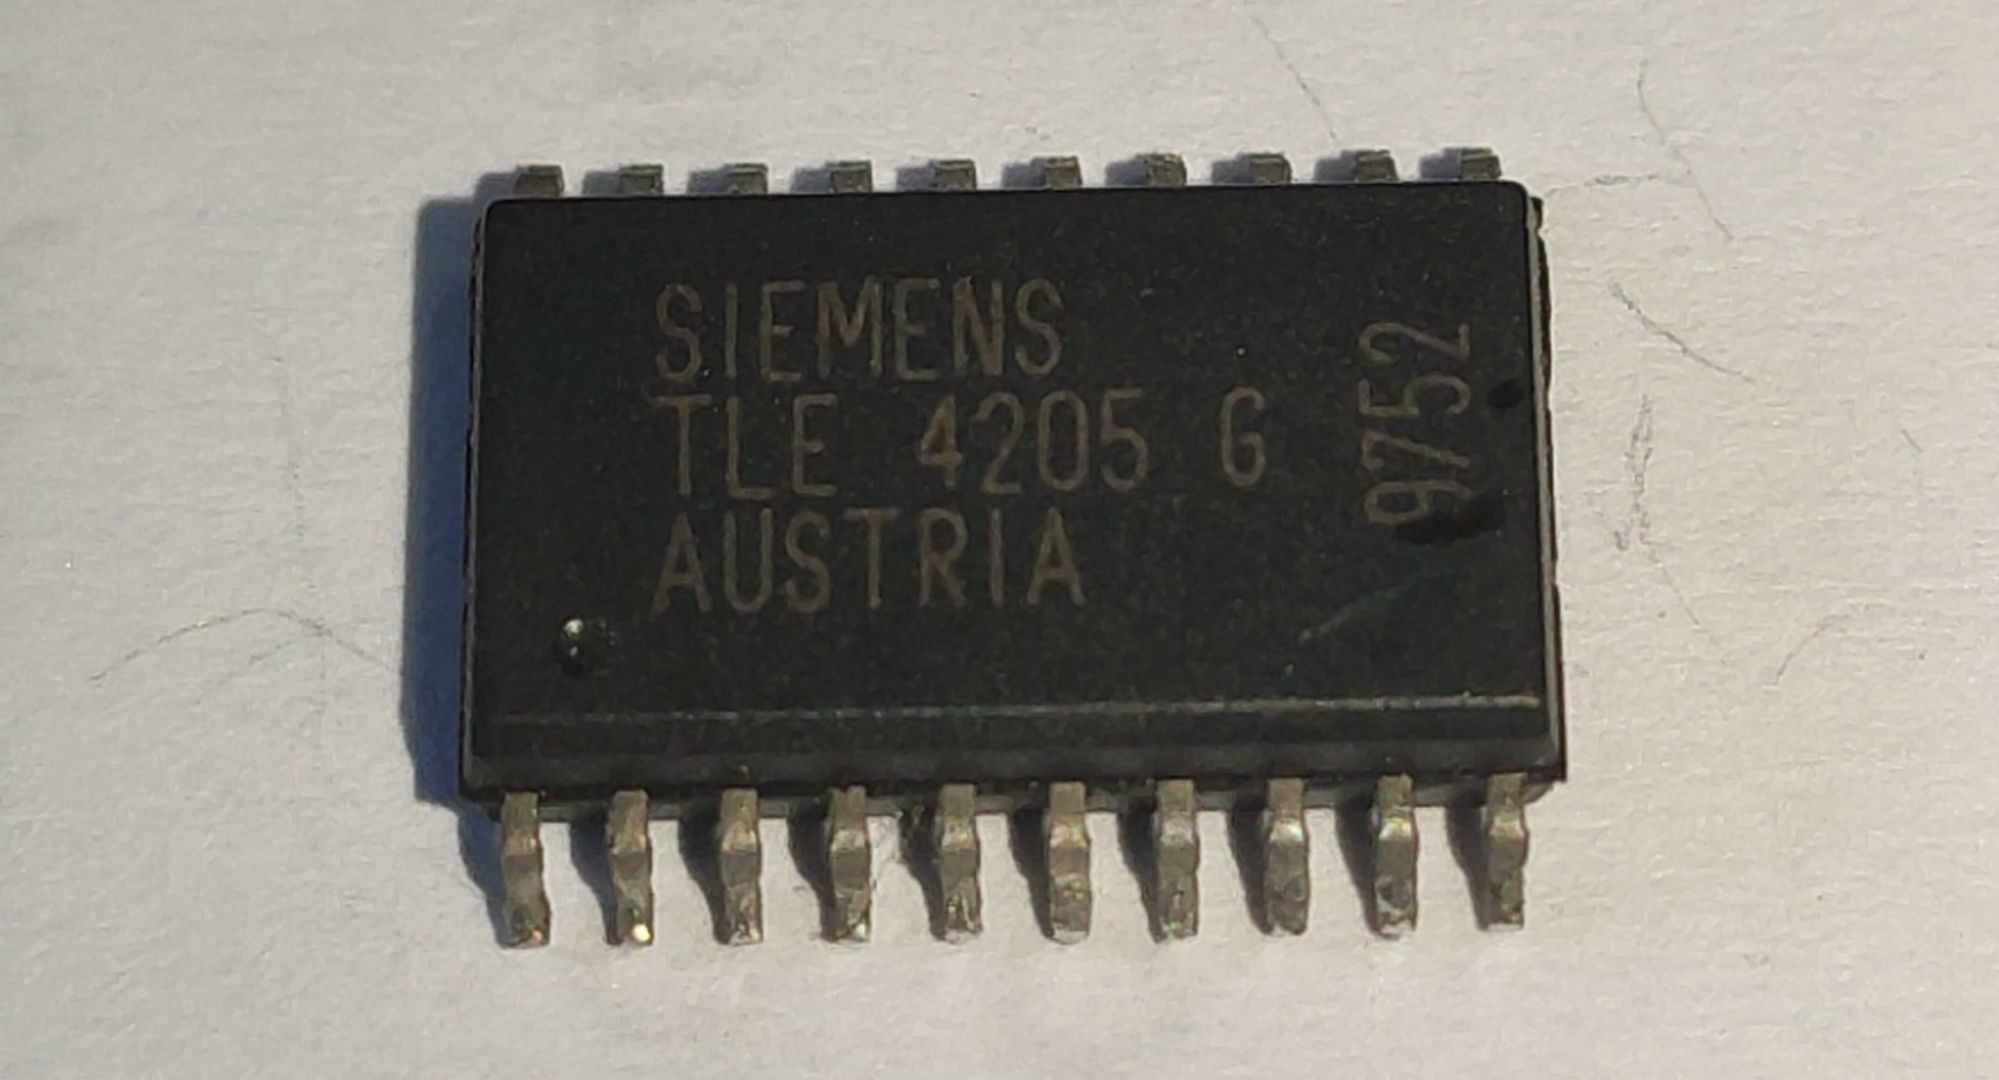 SIEMENS
TLE 4205 G
AUSTRIA
9752